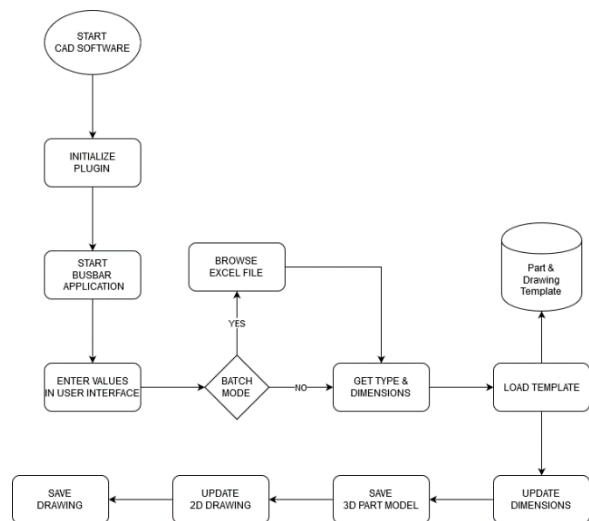 START
CAD SOFTWARE
INITIALIZE
PLUGIN
START
BUSBAR
APPLICATION
BROWSE
EXCEL FILE
Part &
Drawing
Template
YES
ENTER VALUES
IN USER INTERFACE
BATCH
MODE
NO
GET TYPE &
DIMENSIONS
LOAD TEMPLATE
SAVE
DRAWING
UPDATE
2D DRAWING
SAVE
3D PART MODEL
UPDATE
DIMENSIONS